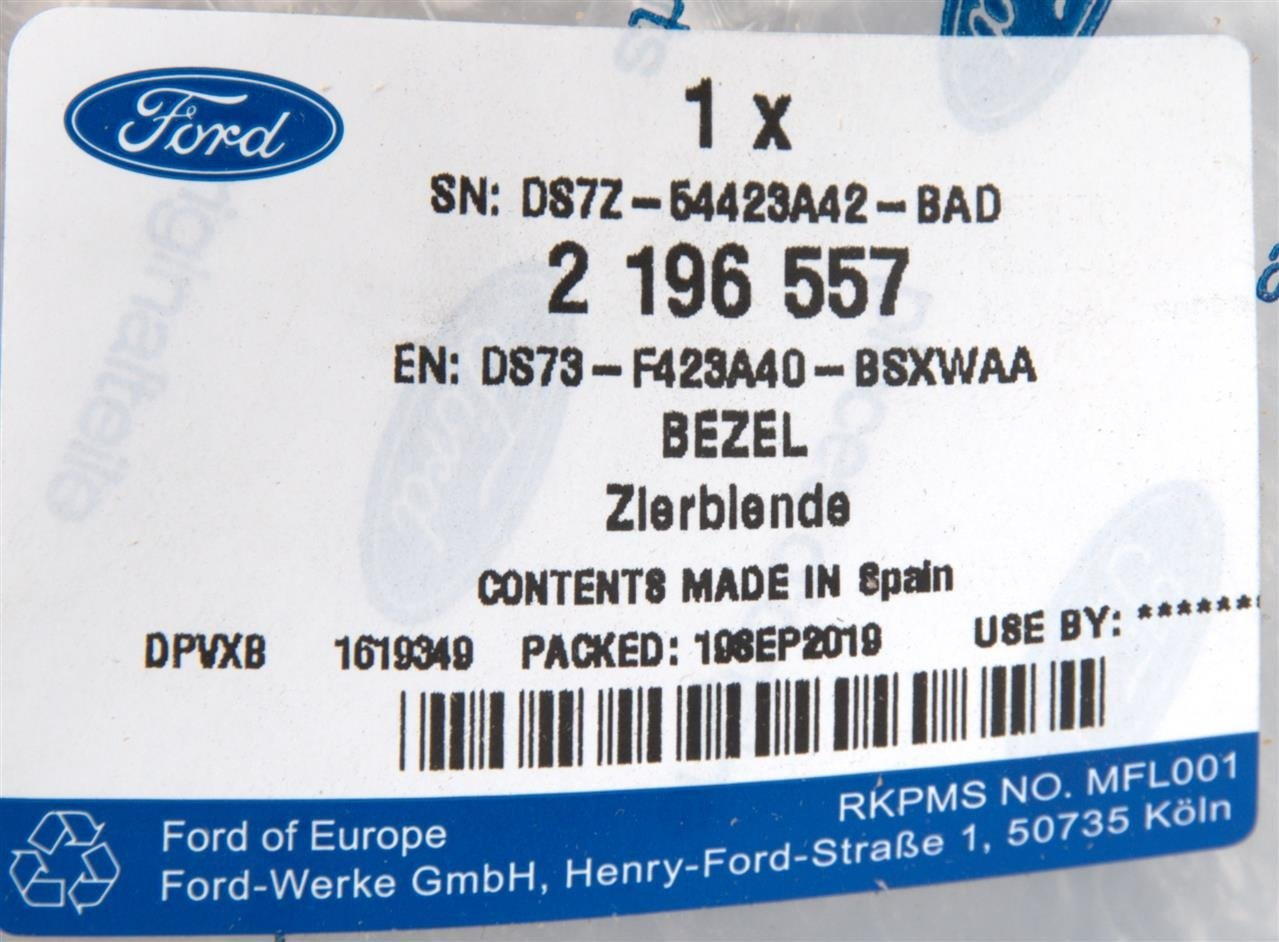 Ford
1 x
SN: DS7Z-54423A42-BAD
2 196 557
EN: DS73-F423A40-BSXWAA
BEZEL
Zierblende
CONTENTS MADE IN Spain
DPVXB 1619349 PACKED: 19SEP2019 USE BY: *******
RKPMS NO. MFL001
Ford of Europe
Ford-Werke GmbH, Henry-Ford-Straße 1, 50735 Köln